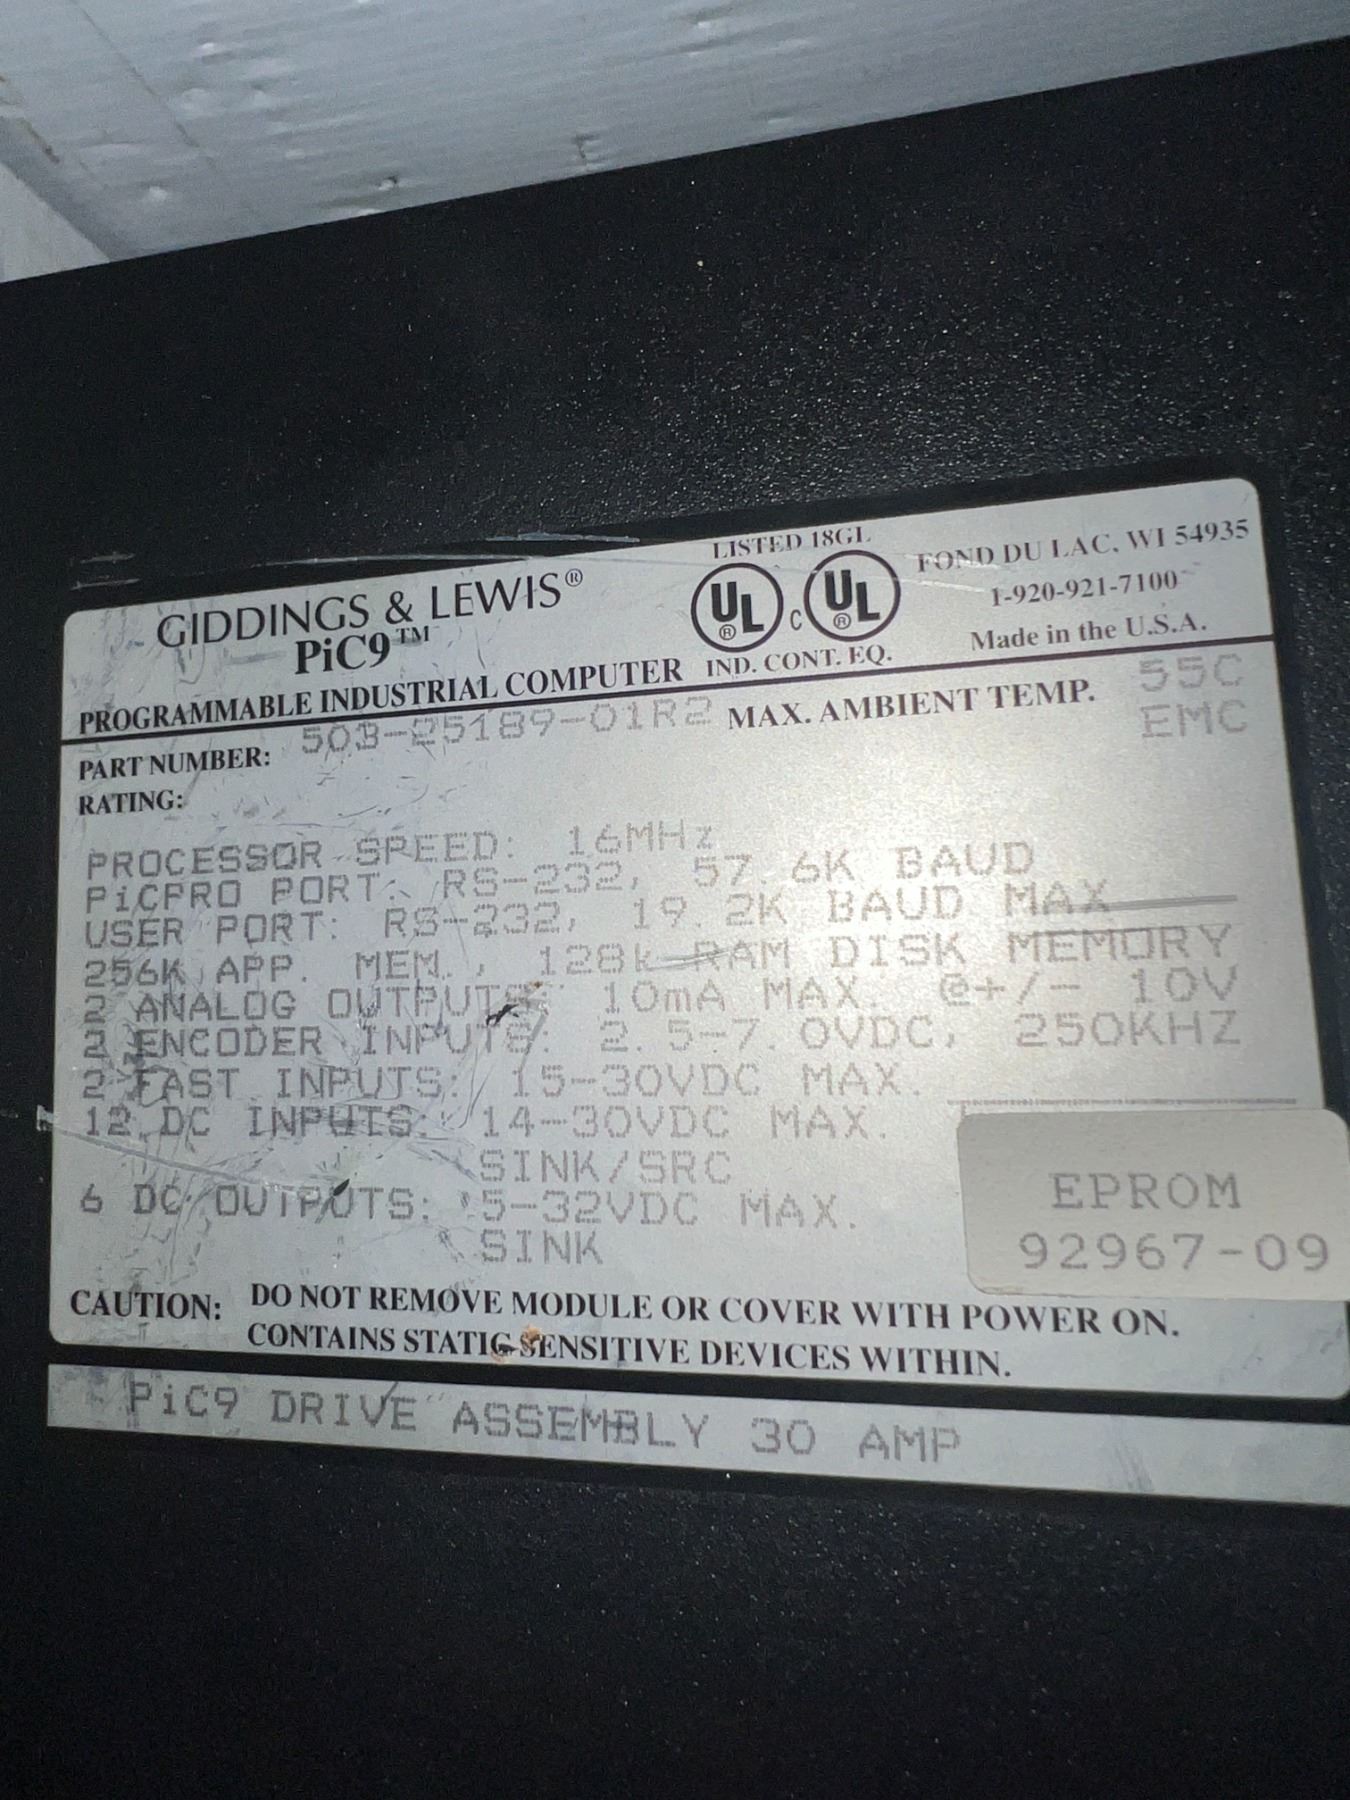 LISTED 18GL
GIDDINGS & LEWIS®
PiC9™
PROGRAMMABLE INDUSTRIAL COMPUTER
UL ® C UL ®
IND. CONT. EQ.
FOND DU LAC, WI 54935
1-920-921-7100
Made in the U.S.A.
PART NUMBER: 503-25189-01R2 MAX. AMBIENT TEMP. 55C
EMC
RATING:
PROCESSOR SPEED: 16MHz
PiCPRO PORT: RS-232, 57.6K BAUD
USER PORT: RS-232, 19.2K BAUD MAX
256K APP. MEM., 128k RAM DISK MEMORY
2 ANALOG OUTPUTS: 10mA MAX. @+/- 10V
2 ENCODER INPUTS: 2.5-7.0VDC, 250KHZ
2 FAST INPUTS: 15-30VDC MAX.
12 DC INPUTS: 14-30VDC MAX.
SINK/SRC
6 DC OUTPUTS: 5-32VDC MAX.
SINK
EPROM
92967-09
CAUTION: DO NOT REMOVE MODULE OR COVER WITH POWER ON.
CONTAINS STATIC SENSITIVE DEVICES WITHIN.
PiC9 DRIVE ASSEMBLY 30 AMP